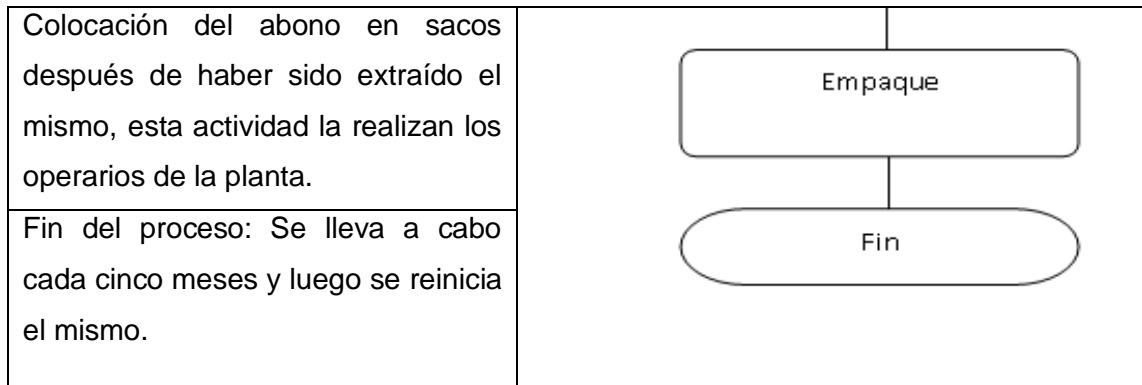 Colocación del abono en sacos
después de haber sido extraído el
mismo, esta actividad la realizan los
operarios de la planta.
Fin del proceso: Se lleva a cabo
cada cinco meses y luego se reinicia
el mismo.
Empaque
Fin